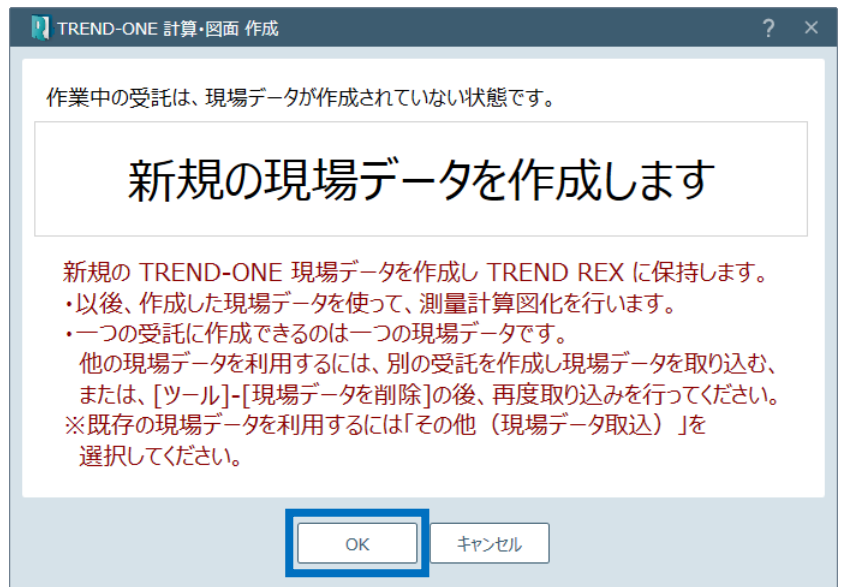 TREND-ONE 計算・図面 作成
? ×
作業中の受託は、現場データが作成されていない状態です。
新規の現場データを作成します
新規の TREND-ONE 現場データを作成し TREND REX に保持します。
・以後、作成した現場データを使って、測量計算図化を行います。
・一つの受託に作成できるのは一つの現場データです。
他の現場データを利用するには、別の受託を作成し現場データを取り込む、
または、[ツール]-[現場データを削除]の後、再度取り込みを行ってください。
※既存の現場データを利用するには「その他（現場データ取込）」を
選択してください。
OK キャンセル